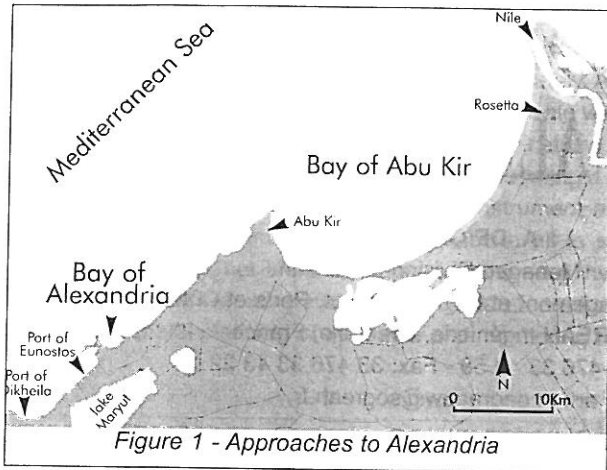 Nile
Mediterranean Sea
Rosetta
Bay of Abu Kir
Abu Kir
Bay of
Alexandria
Port of
Eunostos
Port of
Dikheila
lake
Maryut
N
0 10Km
Figure 1 - Approaches to Alexandria